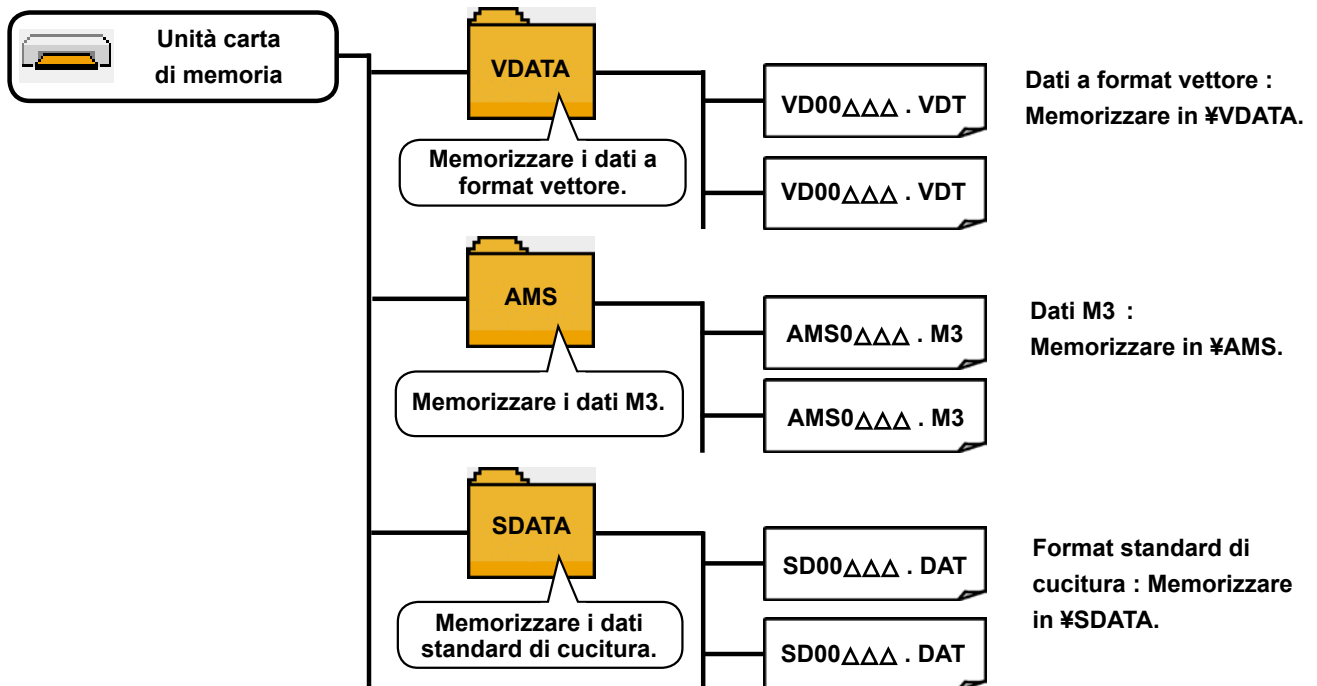 Unità carta
di memoria
VDATA
Memorizzare i dati a
format vettore.
VD00△△△ . VDT
VD00△△△ . VDT
Dati a format vettore :
Memorizzare in ¥VDATA.
AMS
Memorizzare i dati M3.
AMS0△△△ . M3
AMS0△△△ . M3
Dati M3 :
Memorizzare in ¥AMS.
SDATA
Memorizzare i dati
standard di cucitura.
SD00△△△ . DAT
SD00△△△ . DAT
Format standard di
cucitura : Memorizzare
in ¥SDATA.